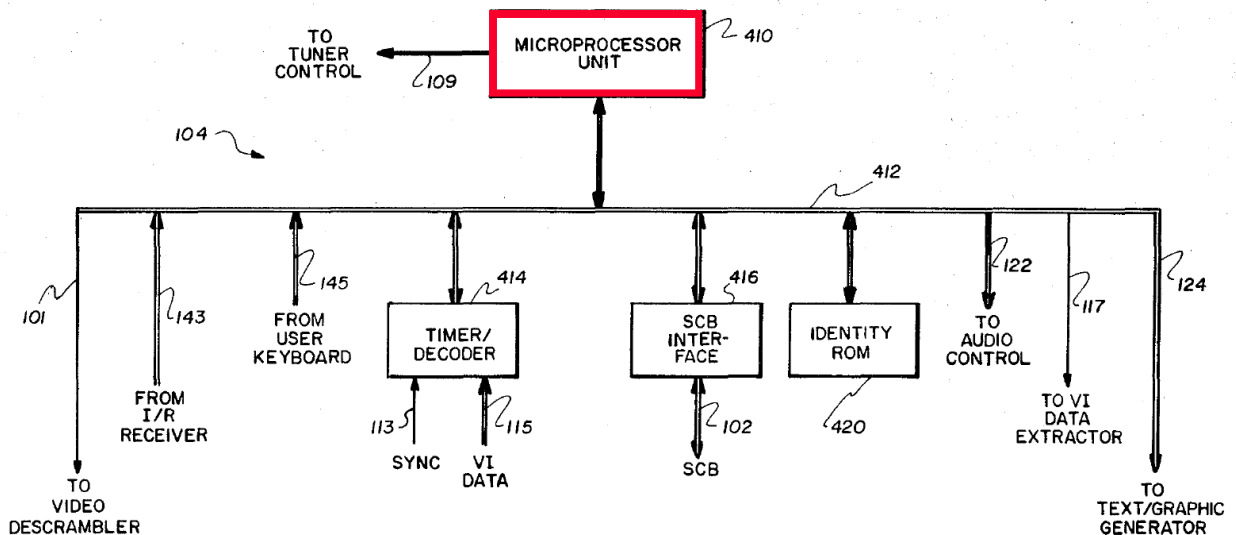 MICROPROCESSOR
UNIT
410
TO
TUNER
CONTROL
109
104
412
101
143
FROM
I/R
RECEIVER
145
FROM
USER
KEYBOARD
414
TIMER/
DECODER
113
SYNC
115
VI
DATA
416
SCB
INTER-
FACE
102
SCB
IDENTITY
ROM
420
122
TO
AUDIO
CONTROL
117
TO VI
DATA
EXTRACTOR
124
TO
TEXT/GRAPHIC
GENERATOR
TO
VIDEO
DESCRAMBLER